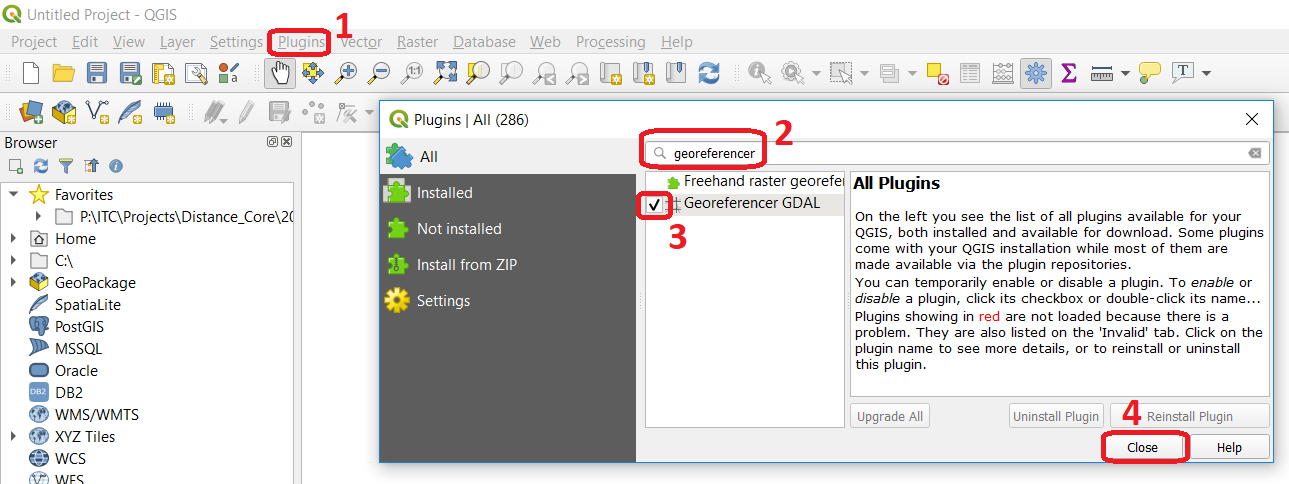 Untitled Project - QGIS
1
Project Edit View Layer Settings Plugins Vector Raster Database Web Processing Help
1:1
a
T
Browser
Favorites
P:\ITC\Projects\Distance_Core\20
Home
C:\
GeoPackage
SpatiaLite
PostGIS
MSSQL
Oracle
DB2 DB2
WMS/WMTS
XYZ Tiles
WCS
WFS
Plugins | All (286)
All
Installed
Not installed
Install from ZIP
Settings
2
georeferencer
Freehand raster georefer
Georeferencer GDAL
3
All Plugins
On the left you see the list of all plugins available for your
QGIS, both installed and available for download. Some plugins
come with your QGIS installation while most of them are
made available via the plugin repositories.
You can temporarily enable or disable a plugin. To enable or
disable a plugin, click its checkbox or double-click its name...
Plugins showing in red are not loaded because there is a
problem. They are also listed on the 'Invalid' tab. Click on the
plugin name to see more details, or to reinstall or uninstall
this plugin.
Upgrade All Uninstall Plugin Reinstall Plugin
4
Close Help